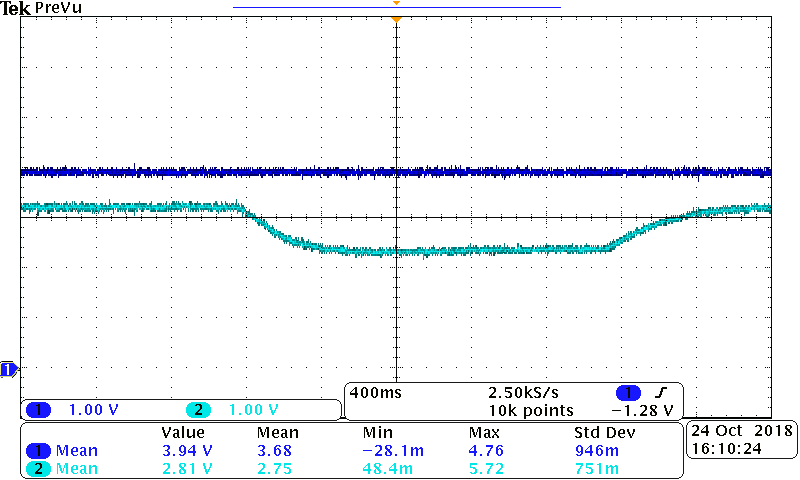 Tek PreVu
1
1 1.00 V 2 1.00 V
400ms 2.50kS/s 1
10k points −1.28 V
Value Mean Min Max Std Dev
1 Mean 3.94 V 3.68 −28.1m 4.76 946m
2 Mean 2.81 V 2.75 48.4m 5.72 751m
24 Oct 2018
16:10:24